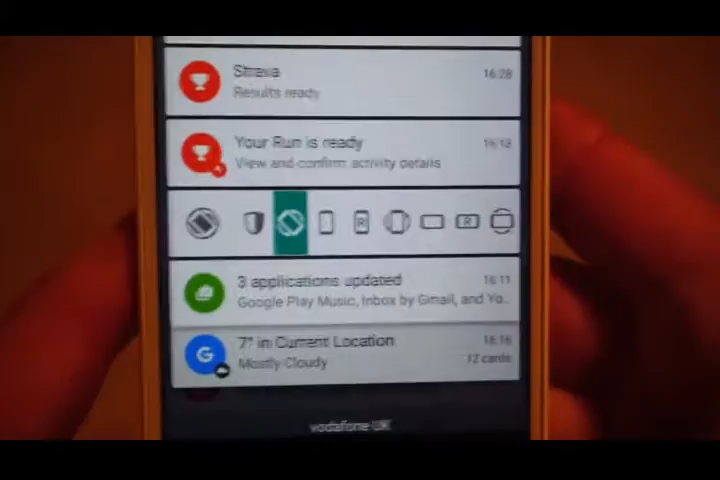 Strava
16:28
Results ready
Your Run is ready
View and confirm activity details
R
R
3 applications updated
16:11
Google Play Music, Inbox by Gmail, and Yo..
G
7° in Current Location
16:16
Mostly Cloudy
12 cards
vodafone UK